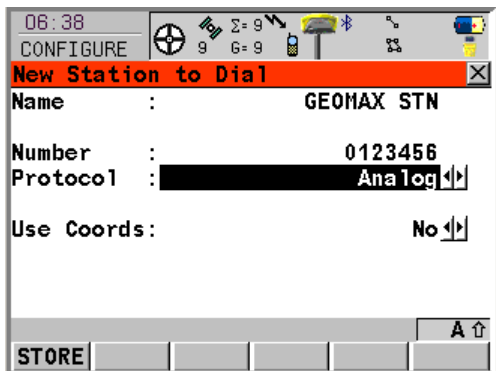 06:38
CONFIGURE
9
Σ= 9
G= 9
New Station to Dial
Name : GEOMAX STN
Number : 0123456
Protocol : Analog
Use Coords: No
A
STORE